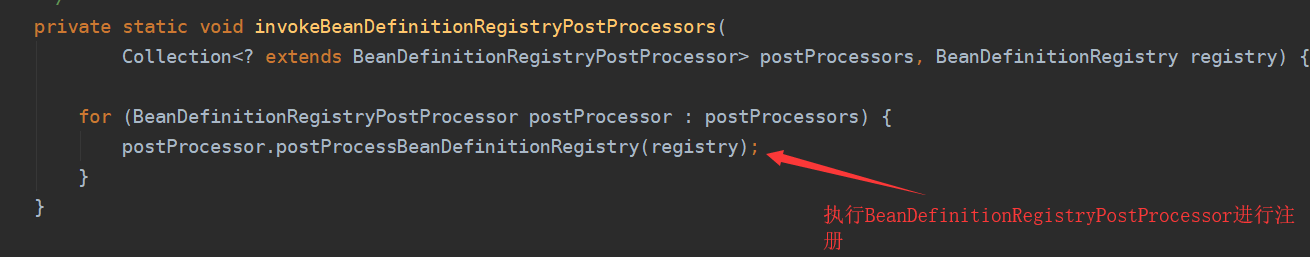 /
private static void invokeBeanDefinitionRegistryPostProcessors(
Collection<? extends BeanDefinitionRegistryPostProcessor> postProcessors, BeanDefinitionRegistry registry) {
for (BeanDefinitionRegistryPostProcessor postProcessor : postProcessors) {
postProcessor.postProcessBeanDefinitionRegistry(registry);
}
}
执行BeanDefinitionRegistryPostProcessor进行注
册